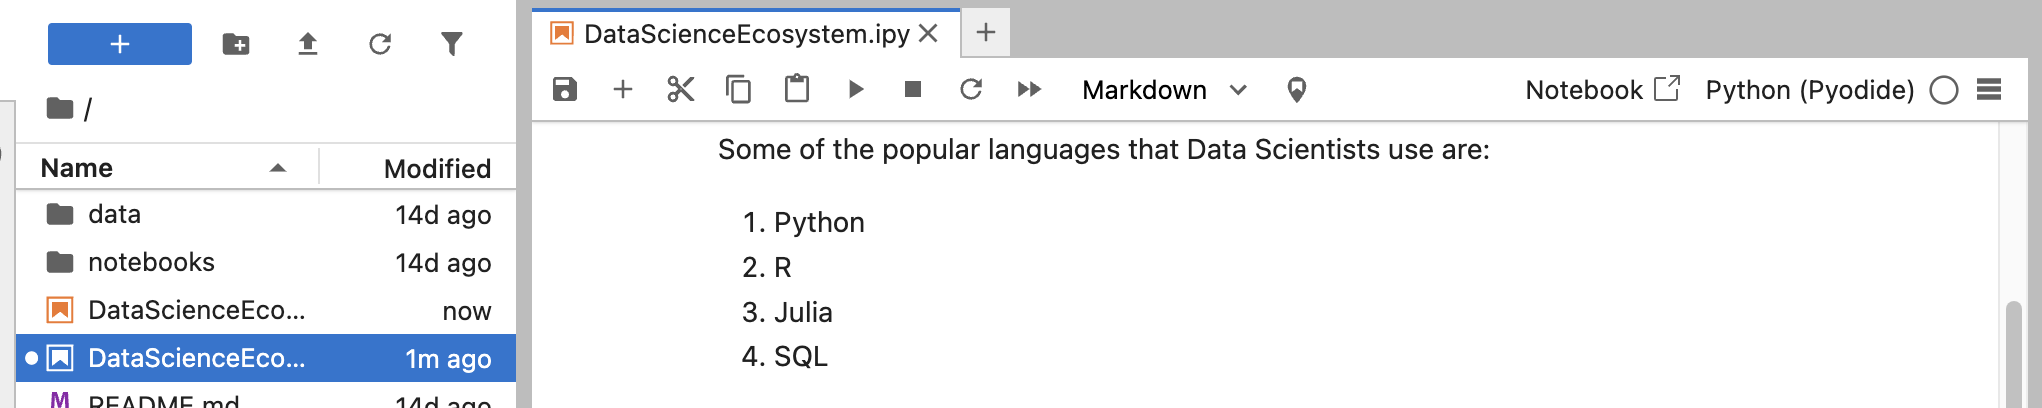 DataScienceEcosystem.ipy
Markdown
Notebook
Python (Pyodide)
/
Name Modified
data 14d ago
notebooks 14d ago
DataScienceEco... now
DataScienceEco... 1m ago
README.md 14d ago
Some of the popular languages that Data Scientists use are:
1. Python
2. R
3. Julia
4. SQL